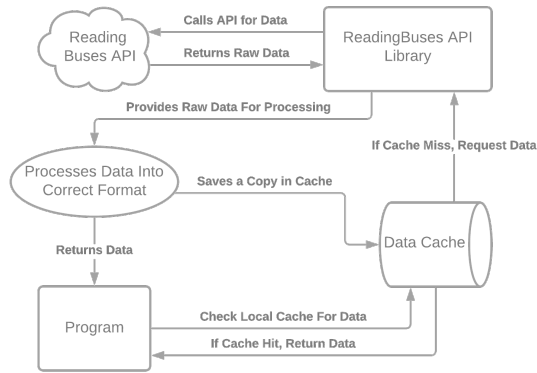 Calls API for Data
Reading
Buses API
Returns Raw Data
ReadingBuses API
Library
Provides Raw Data For Processing
If Cache Miss, Request Data
Processes Data Into
Correct Format
Saves a Copy in Cache
Data Cache
Returns Data
Program
Check Local Cache For Data
If Cache Hit, Return Data